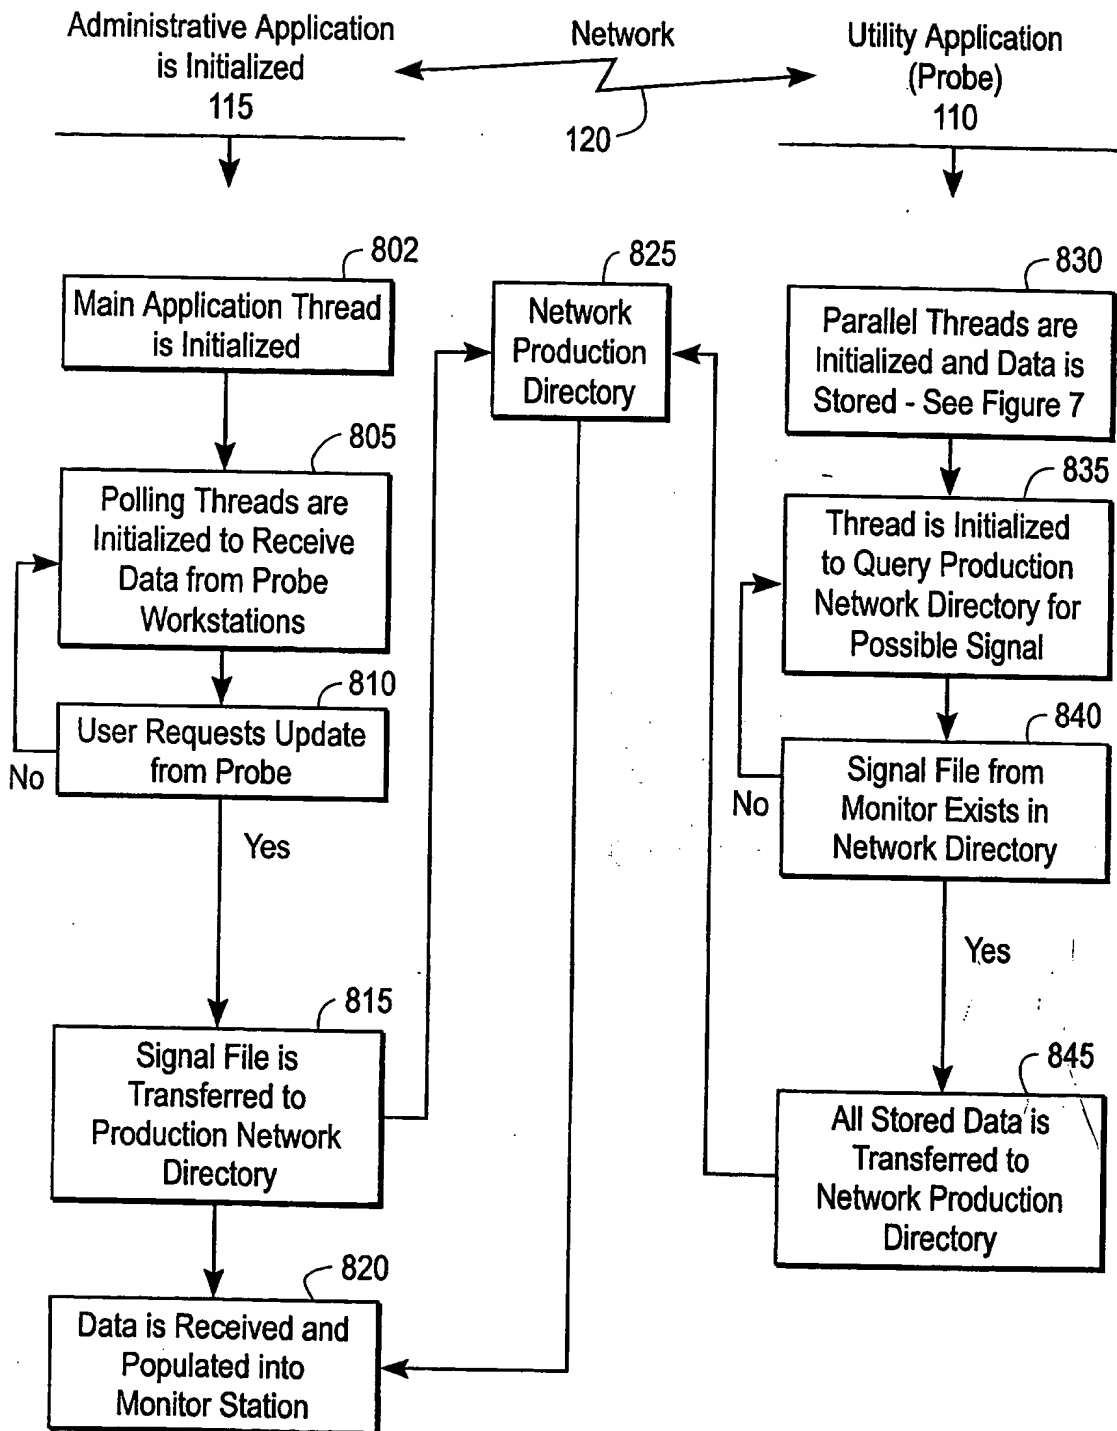 Administrative Application
is Initialized
115
Network
120
Utility Application
(Probe)
110
802
Main Application Thread
is Initialized
805
Polling Threads are
Initialized to Receive
Data from Probe
Workstations
810
User Requests Update
from Probe
No
Yes
815
Signal File is
Transferred to
Production Network
Directory
820
Data is Received and
Populated into
Monitor Station
825
Network
Production
Directory
830
Parallel Threads are
Initialized and Data is
Stored - See Figure 7
835
Thread is Initialized
to Query Production
Network Directory for
Possible Signal
840
Signal File from
Monitor Exists in
Network Directory
No
Yes
845
All Stored Data is
Transferred to
Network Production
Directory